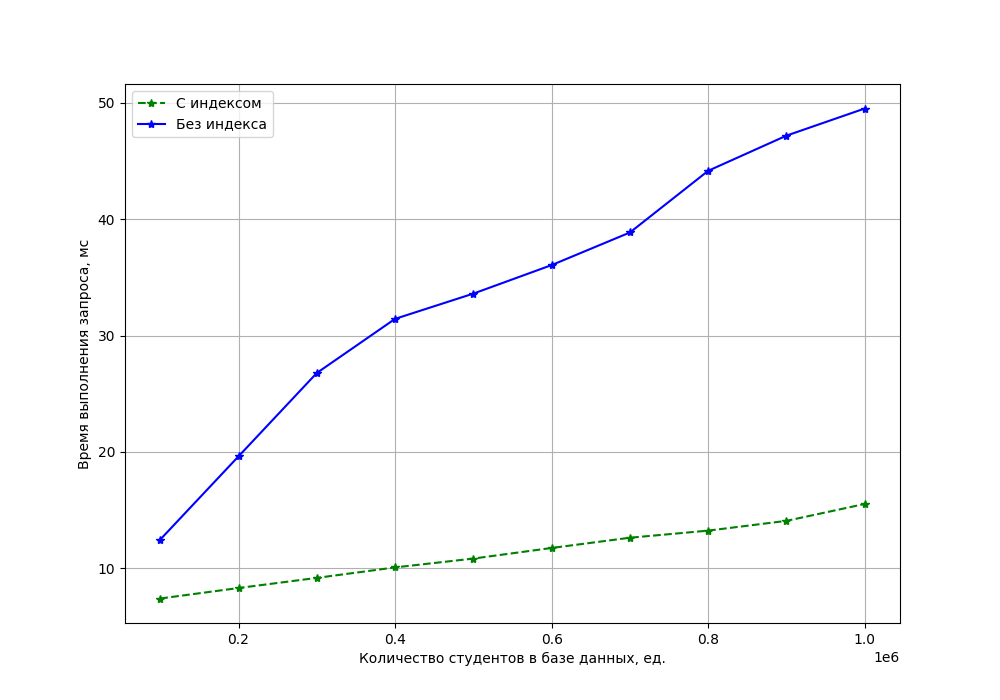 С индексом
Без индекса
50
40
30
20
10
Время выполнения запроса, мс
0.2 0.4 0.6 0.8 1.0
1e6
Количество студентов в базе данных, ед.